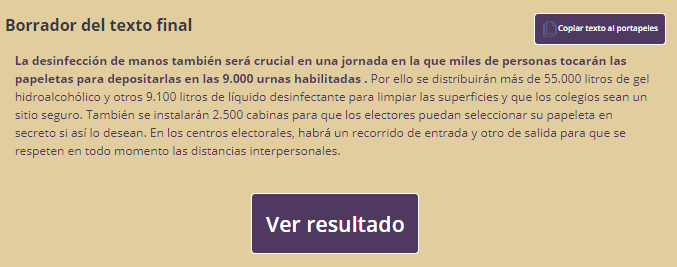 Borrador del texto final
Copiar texto al portapeles
La desinfección de manos también será crucial en una jornada en la que miles de personas tocarán las
papeletas para depositarlas en las 9.000 urnas habilitadas . Por ello se distribuirán más de 55.000 litros de gel
hidroalcohólico y otros 9.100 litros de líquido desinfectante para limpiar las superficies y que los colegios sean un
sitio seguro. También se instalarán 2.500 cabinas para que los electores puedan seleccionar su papeleta en
secreto si así lo desean. En los centros electorales, habrá un recorrido de entrada y otro de salida para que se
respeten en todo momento las distancias interpersonales.
Ver resultado